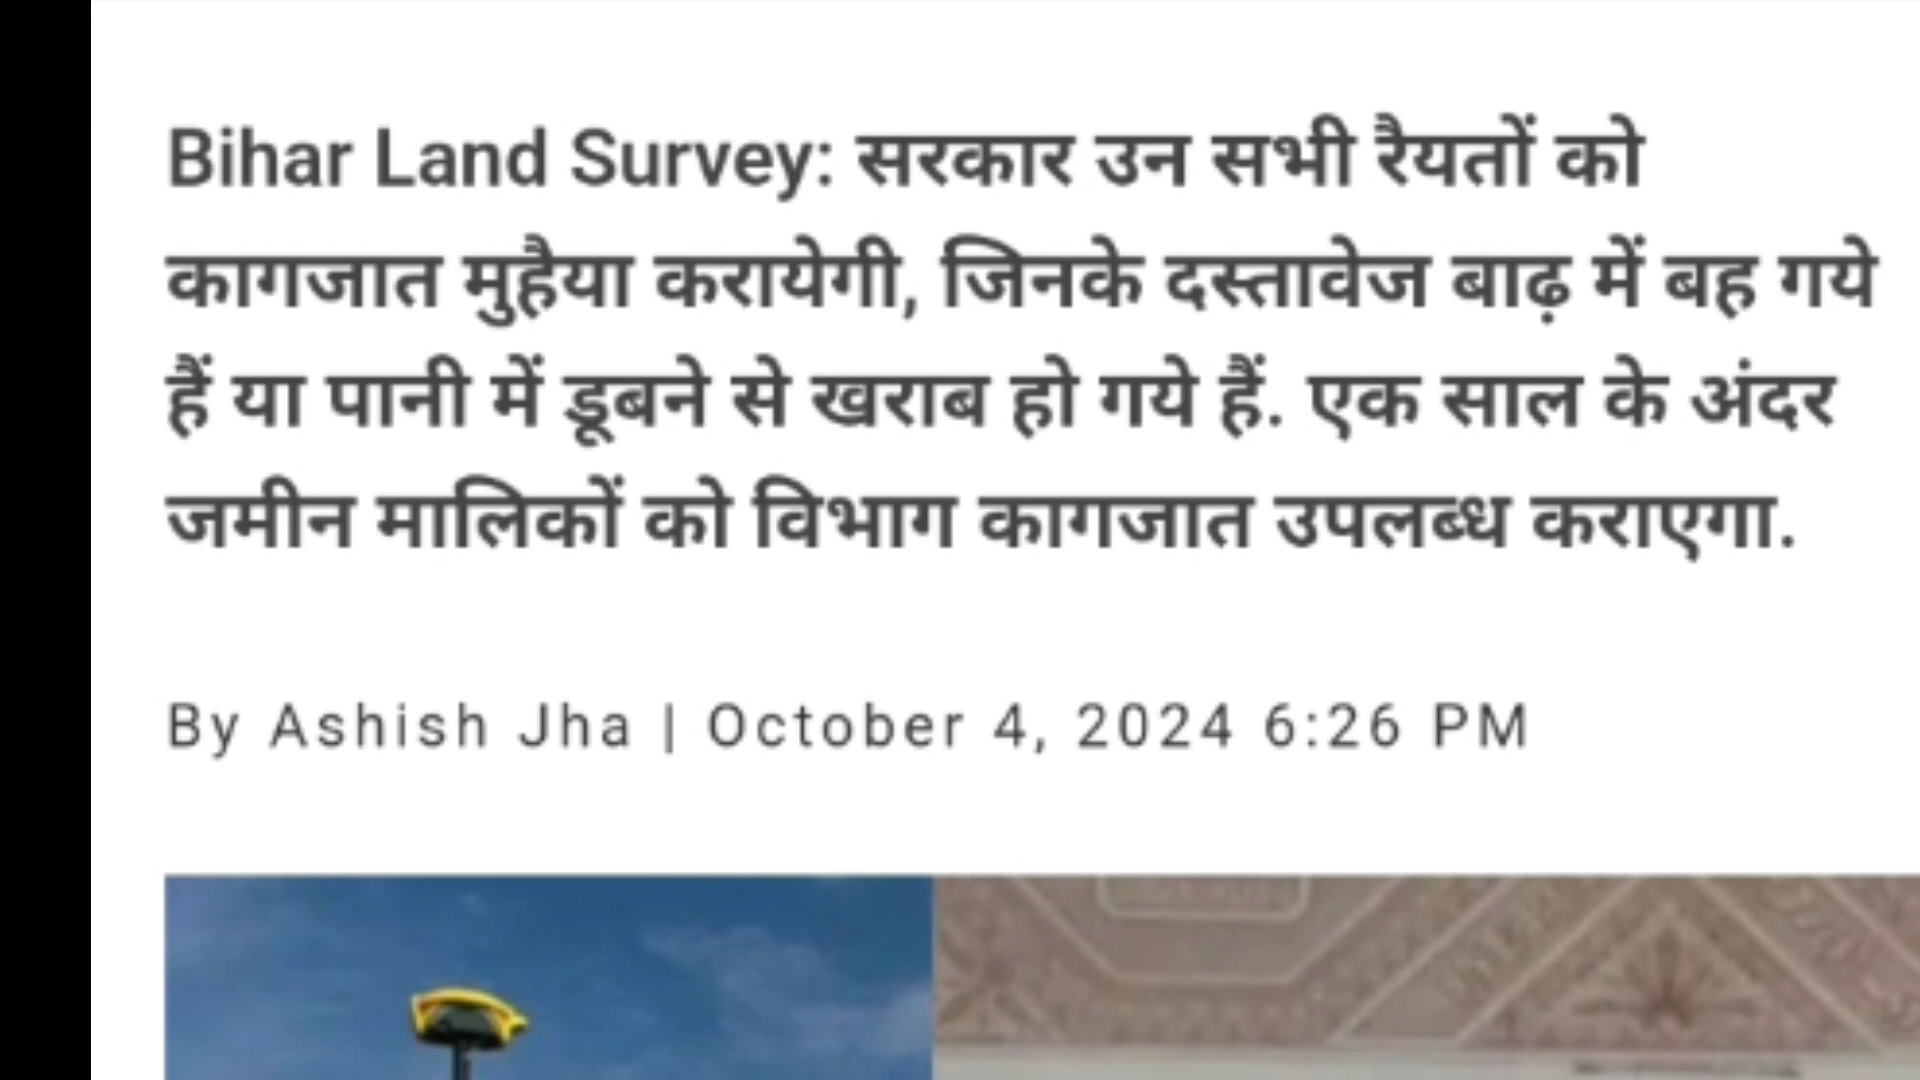 Bihar Land Survey: सरकार उन सभी रैयतों को
कागजात मुहैया करायेगी, जिनके दस्तावेज बाढ़ में बह गये
हैं या पानी में डूबने से खराब हो गये हैं. एक साल के अंदर
जमीन मालिकों को विभाग कागजात उपलब्ध कराएगा.
By Ashish Jha | October 4, 2024 6:26 PM